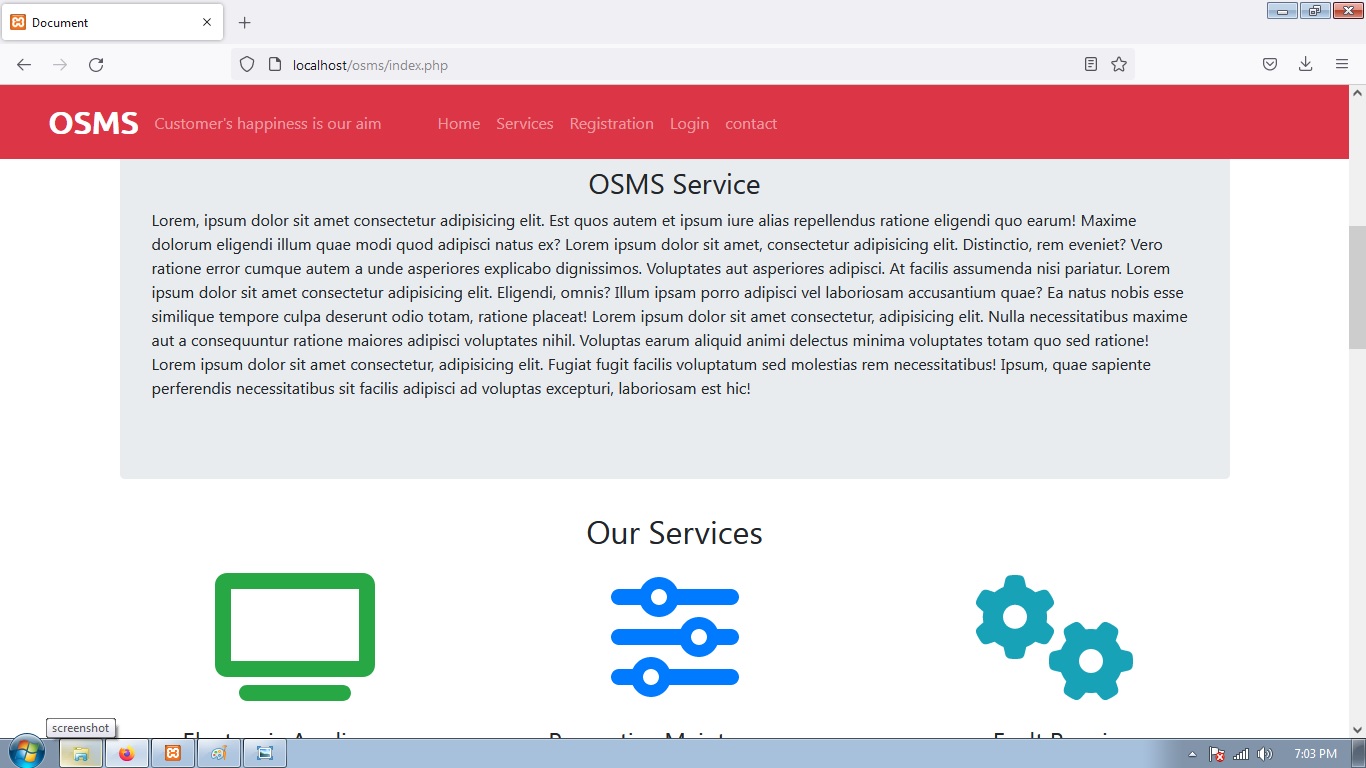 Document
localhost/osms/index.php
OSMS Customer's happiness is our aim Home Services Registration Login contact
OSMS Service
Lorem, ipsum dolor sit amet consectetur adipisicing elit. Est quos autem et ipsum iure alias repellendus ratione eligendi quo earum! Maxime
dolorum eligendi illum quae modi quod adipisci natus ex? Lorem ipsum dolor sit amet, consectetur adipisicing elit. Distinctio, rem eveniet? Vero
ratione error cumque autem a unde asperiores explicabo dignissimos. Voluptates aut asperiores adipisci. At facilis assumenda nisi pariatur. Lorem
ipsum dolor sit amet consectetur adipisicing elit. Eligendi, omnis? Illum ipsam porro adipisci vel laboriosam accusantium quae? Ea natus nobis esse
similique tempore culpa deserunt odio totam, ratione placeat! Lorem ipsum dolor sit amet consectetur, adipisicing elit. Nulla necessitatibus maxime
aut a consequuntur ratione maiores adipisci voluptates nihil. Voluptas earum aliquid animi delectus minima voluptates totam quo sed ratione!
Lorem ipsum dolor sit amet consectetur, adipisicing elit. Fugiat fugit facilis voluptatum sed molestias rem necessitatibus! Ipsum, quae sapiente
perferendis necessitatibus sit facilis adipisci ad voluptas excepturi, laboriosam est hic!
Our Services
screenshot
7:03 PM